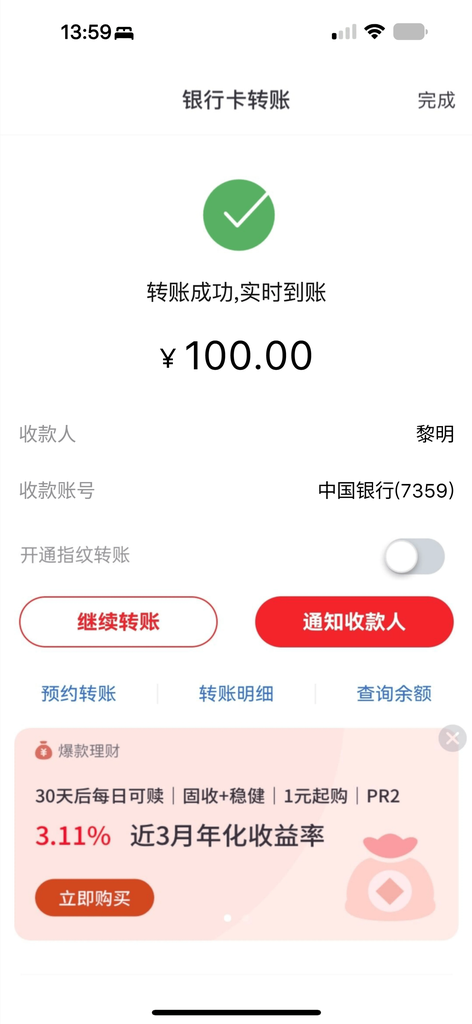 13:59
银行卡转账 完成
转账成功,实时到账
¥ 100.00
收款人 黎明
收款账号 中国银行(7359)
开通指纹转账
继续转账 通知收款人
预约转账 转账明细 查询余额
爆款理财
30天后每日可赎｜固收+稳健｜1元起购｜PR2
3.11% 近3月年化收益率
立即购买